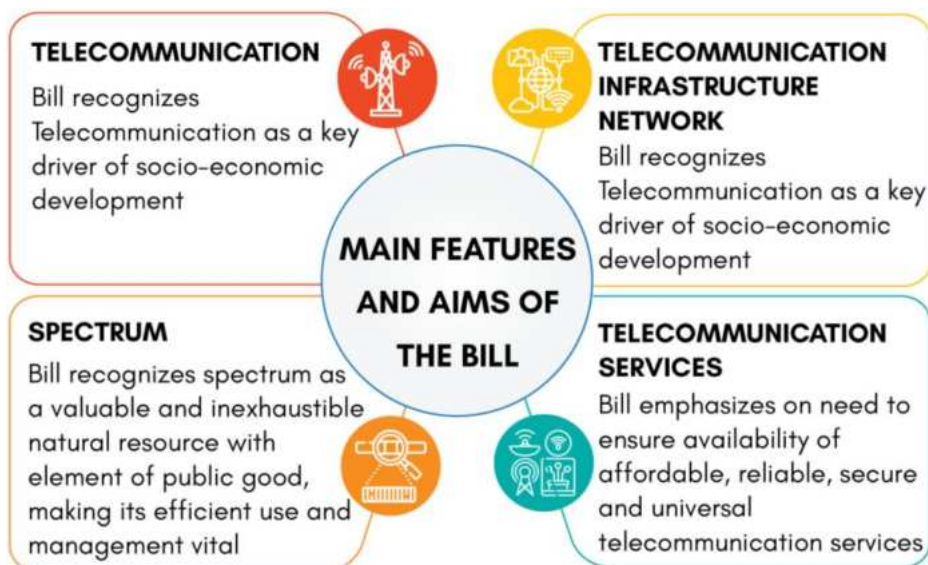 TELECOMMUNICATION
Bill recognizes
Telecommunication as a key
driver of socio-economic
development
TELECOMMUNICATION
INFRASTRUCTURE
NETWORK
Bill recognizes
Telecommunication as a key
driver of socio-economic
development
MAIN FEATURES
AND AIMS OF
THE BILL
SPECTRUM
Bill recognizes spectrum as
a valuable and inexhaustible
natural resource with
element of public good,
making its efficient use and
management vital
TELECOMMUNICATION
SERVICES
Bill emphasizes on need to
ensure availability of
affordable, reliable, secure
and universal
telecommunication services